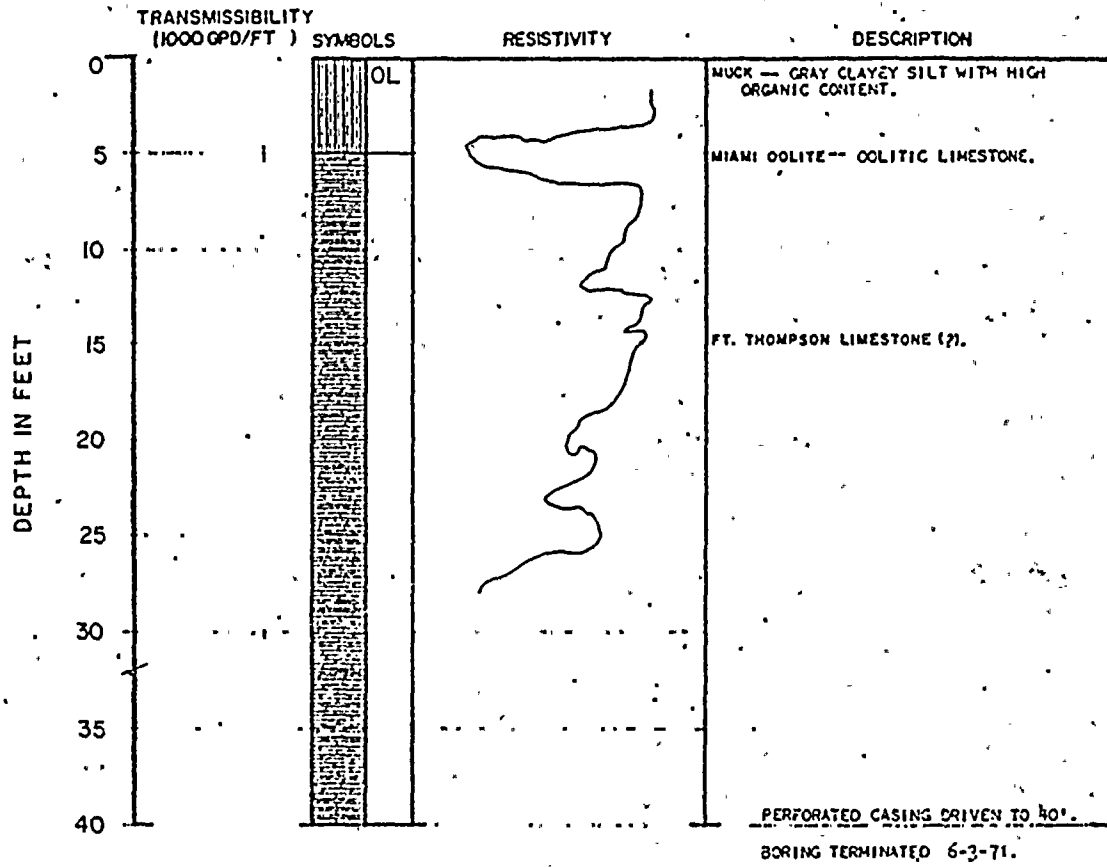 TRANSMISSIBILITY
(1000 GPD/FT ) SYMBOLS RESISTIVITY DESCRIPTION
DEPTH IN FEET
0
5
10
15
20
25
30
35
40
OL
MUCK — GRAY CLAYEY SILT WITH HIGH
ORGANIC CONTENT.
MIAMI OOLITE-- OOLITIC LIMESTONE.
FT. THOMPSON LIMESTONE (?).
PERFORATED CASING DRIVEN TO 40'.
BORING TERMINATED 6-3-71.